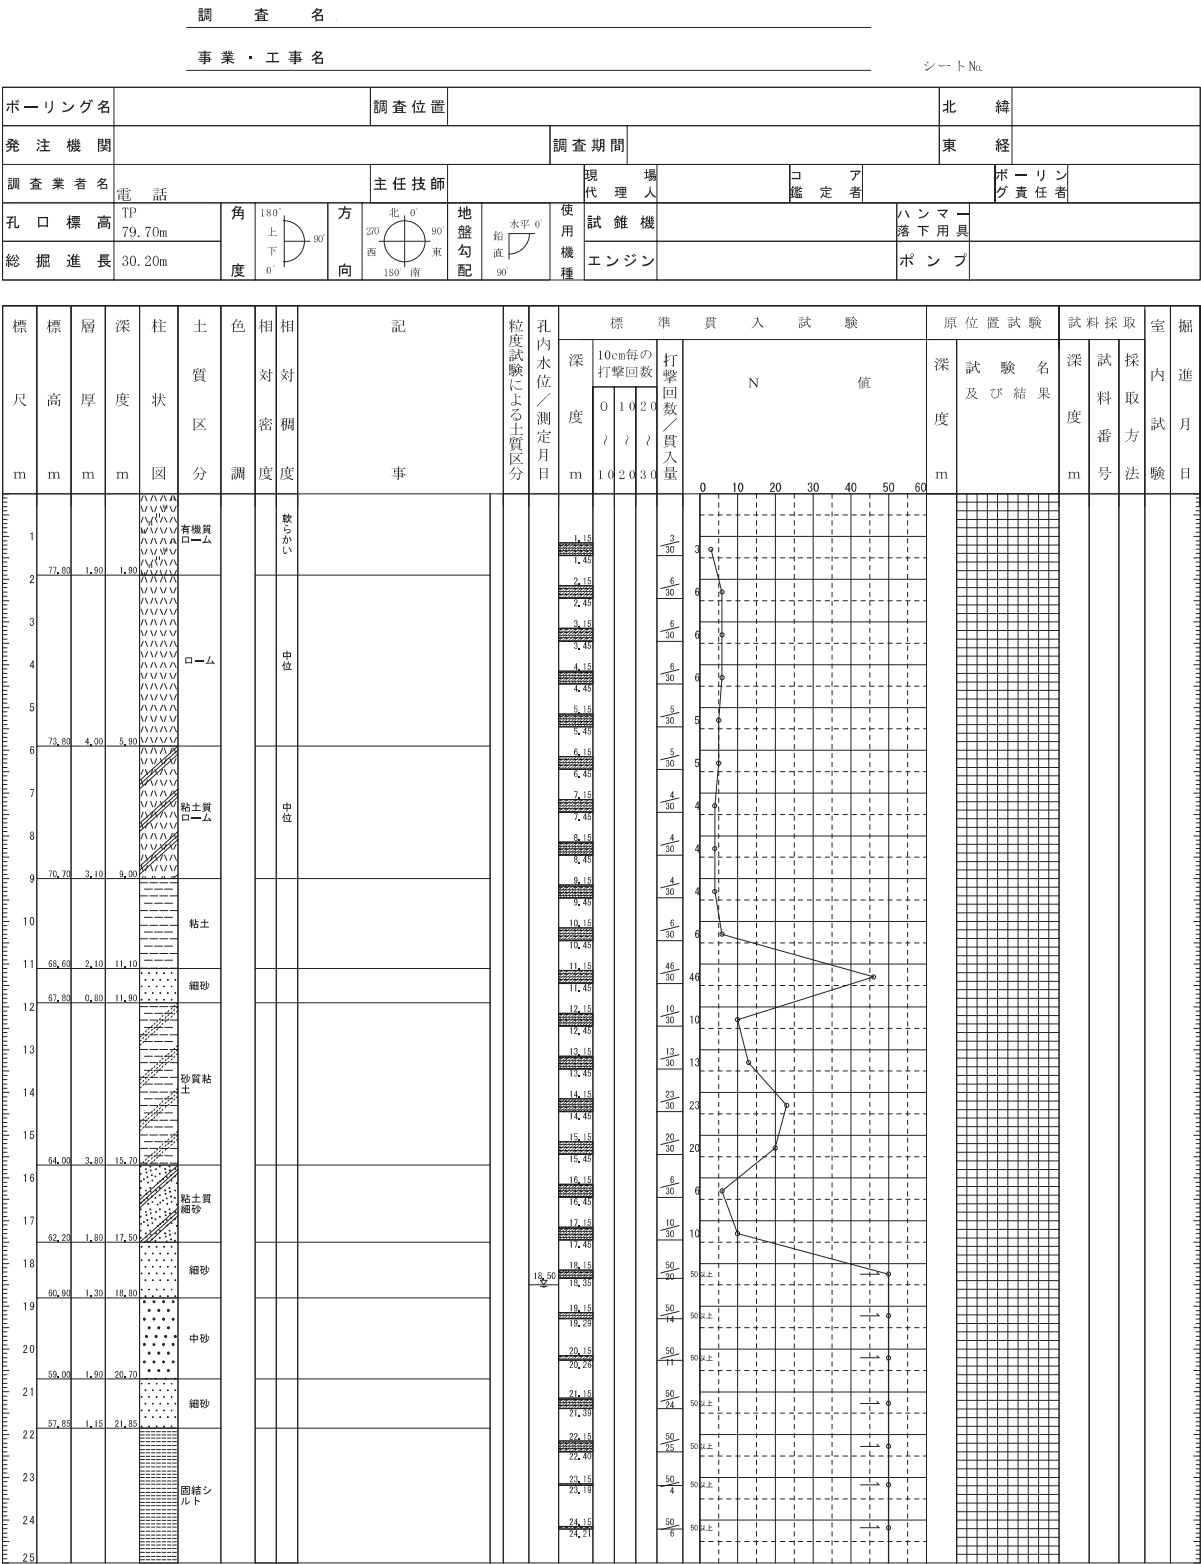 調査名
事業・工事名
シートNo.
ボーリング名 調査位置 北緯
発注機関 調査期間 東経
調査業者名 電話 主任技師 現場代理人 コア鑑定者 ボーリング責任者
孔口標高 TP 79.70m 角度 180° 上 下 0° 90° 方向 北 0° 270° 90° 西 東 180° 南 地盤勾配 水平 0° 鉛直 90° 使用機種 試錐機 ハンマー落下用具
総掘進長 30.20m エンジン ポンプ
標尺 m 標高 m 層厚 m 深度 m 柱状図 土質区分 色調 相対密度 相対稠度 記事 粒度試験による土質区分 孔内水位/測定月日 標準貫入試験 原位置試験 試料採取 室内試験 掘進月日
深度 m 10cm毎の打撃回数 打撃回数/貫入量 N値 深度 m 試験名及び結果 深度 m 試料番号 採取方法
0~10 10~20 20~30
0 10 20 30 40 50 60
有機質ローム 軟らかい
1 1.15 1.45 3/30 3
77.80 1.90 1.90
2 2.15 2.45 6/30 6
3 3.15 3.45 6/30 6
ローム 中位
4 4.15 4.45 6/30 6
5 5.15 5.45 5/30 5
73.80 4.00 5.90
6 6.15 6.45 5/30 5
7 7.15 7.45 4/30 4
粘土質ローム 中位
8 8.15 8.45 4/30 4
70.70 3.10 9.00
9 9.15 9.45 4/30 4
10 粘土 10.15 10.45 6/30 6
68.60 2.10 11.10
11 11.15 11.45 46/30 46
細砂
67.80 0.80 11.90
12 12.15 12.45 10/30 10
13 13.15 13.45 13/30 13
砂質粘土
14 14.15 14.45 23/30 23
15 15.15 15.45 20/30 20
64.00 3.80 15.70
16 16.15 16.45 6/30 6
粘土質細砂
17 17.15 17.45 10/30 10
62.20 1.80 17.50
18 細砂 18.50 18.15 18.35 50/20 50以上
60.90 1.30 18.80
19 19.15 19.29 50/14 50以上
中砂
20 20.15 20.26 50/11 50以上
59.00 1.90 20.70
21 細砂 21.15 21.39 50/24 50以上
57.85 1.15 21.85
22 22.15 22.40 50/25 50以上
23 23.15 23.19 50/4 50以上
固結シルト
24 24.15 24.21 50/6 50以上
25